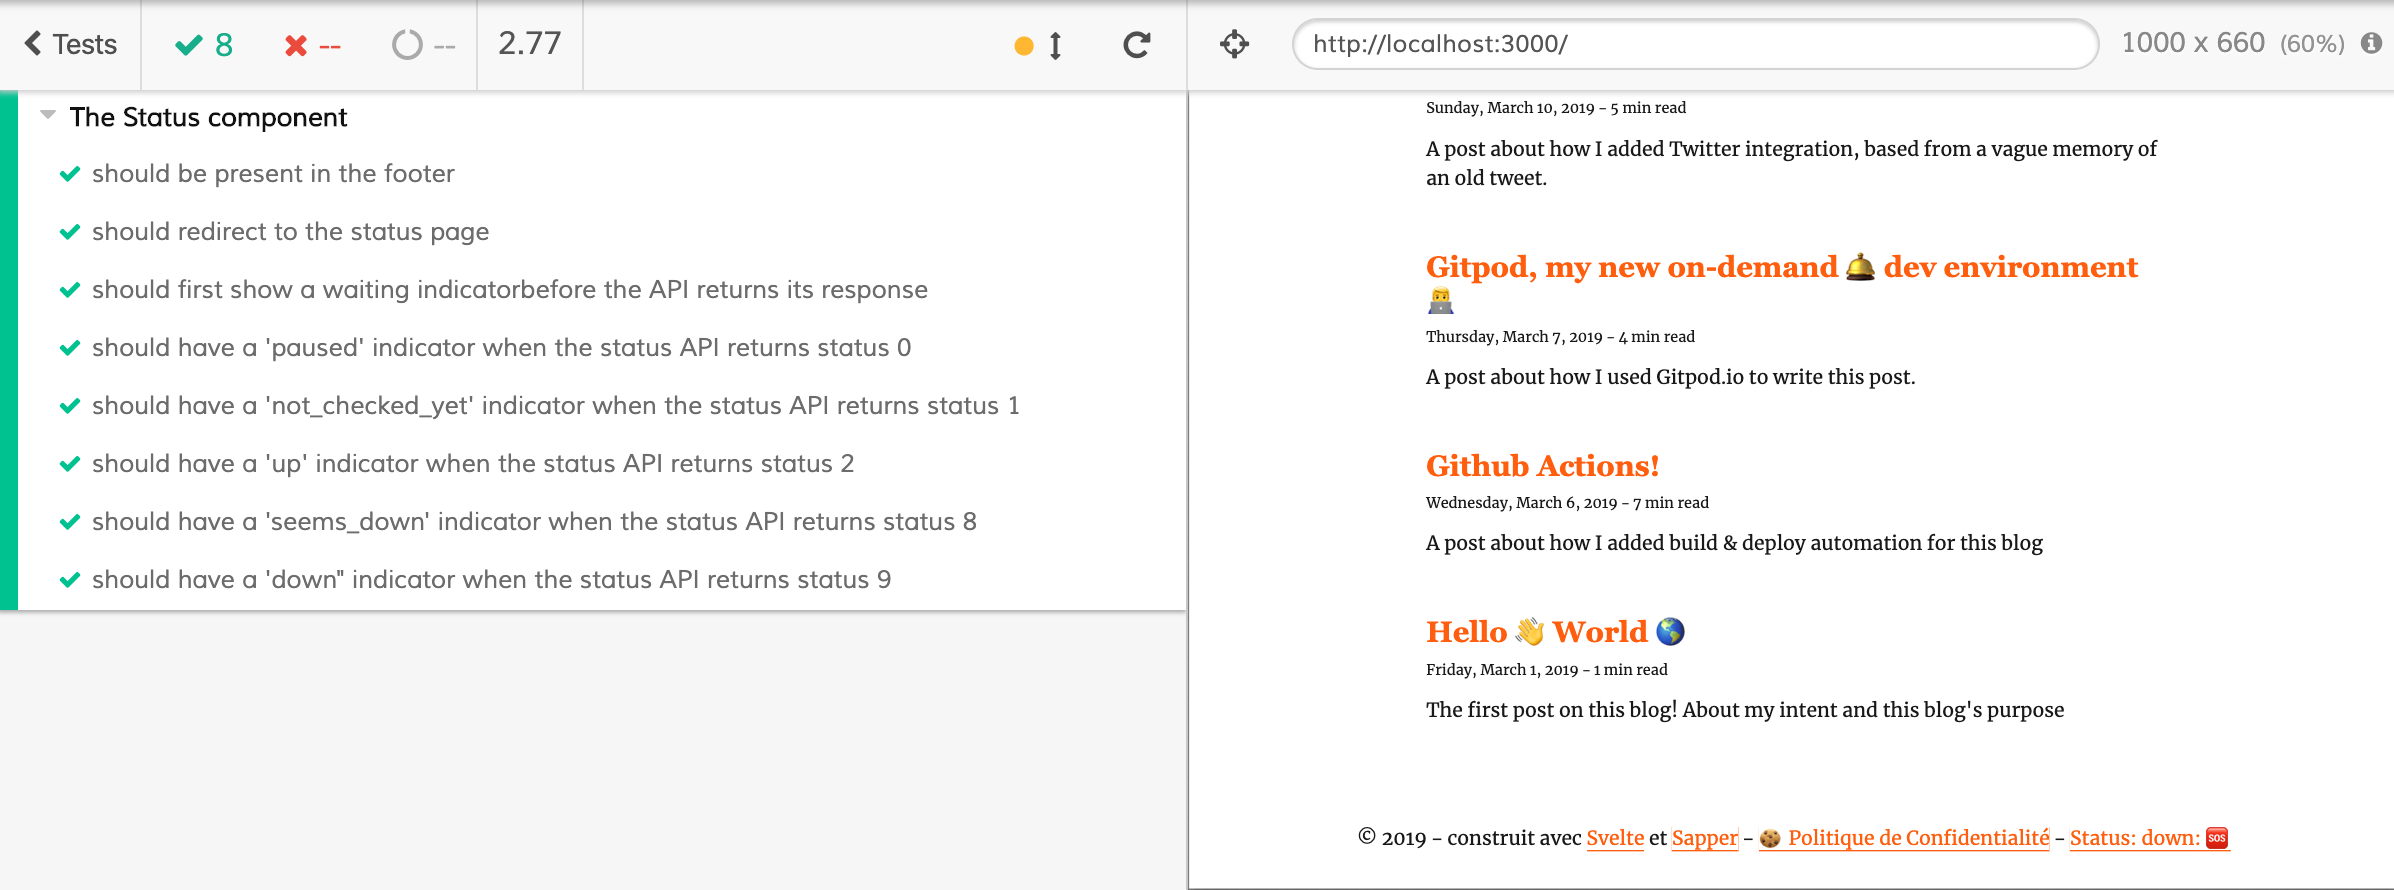 Tests
8
--
--
2.77
http://localhost:3000/
1000 x 660 (60%)
The Status component
should be present in the footer
should redirect to the status page
should first show a waiting indicatorbefore the API returns its response
should have a 'paused' indicator when the status API returns status 0
should have a 'not_checked_yet' indicator when the status API returns status 1
should have a 'up' indicator when the status API returns status 2
should have a 'seems_down' indicator when the status API returns status 8
should have a 'down" indicator when the status API returns status 9
Sunday, March 10, 2019 - 5 min read
A post about how I added Twitter integration, based from a vague memory of
an old tweet.
Gitpod, my new on-demand 🛎️ dev environment
👨‍💻
Thursday, March 7, 2019 - 4 min read
A post about how I used Gitpod.io to write this post.
Github Actions!
Wednesday, March 6, 2019 - 7 min read
A post about how I added build & deploy automation for this blog
Hello 👋 World 🌎
Friday, March 1, 2019 - 1 min read
The first post on this blog! About my intent and this blog's purpose
© 2019 - construit avec Svelte et Sapper - 🍪 Politique de Confidentialité - Status: down: 🆘